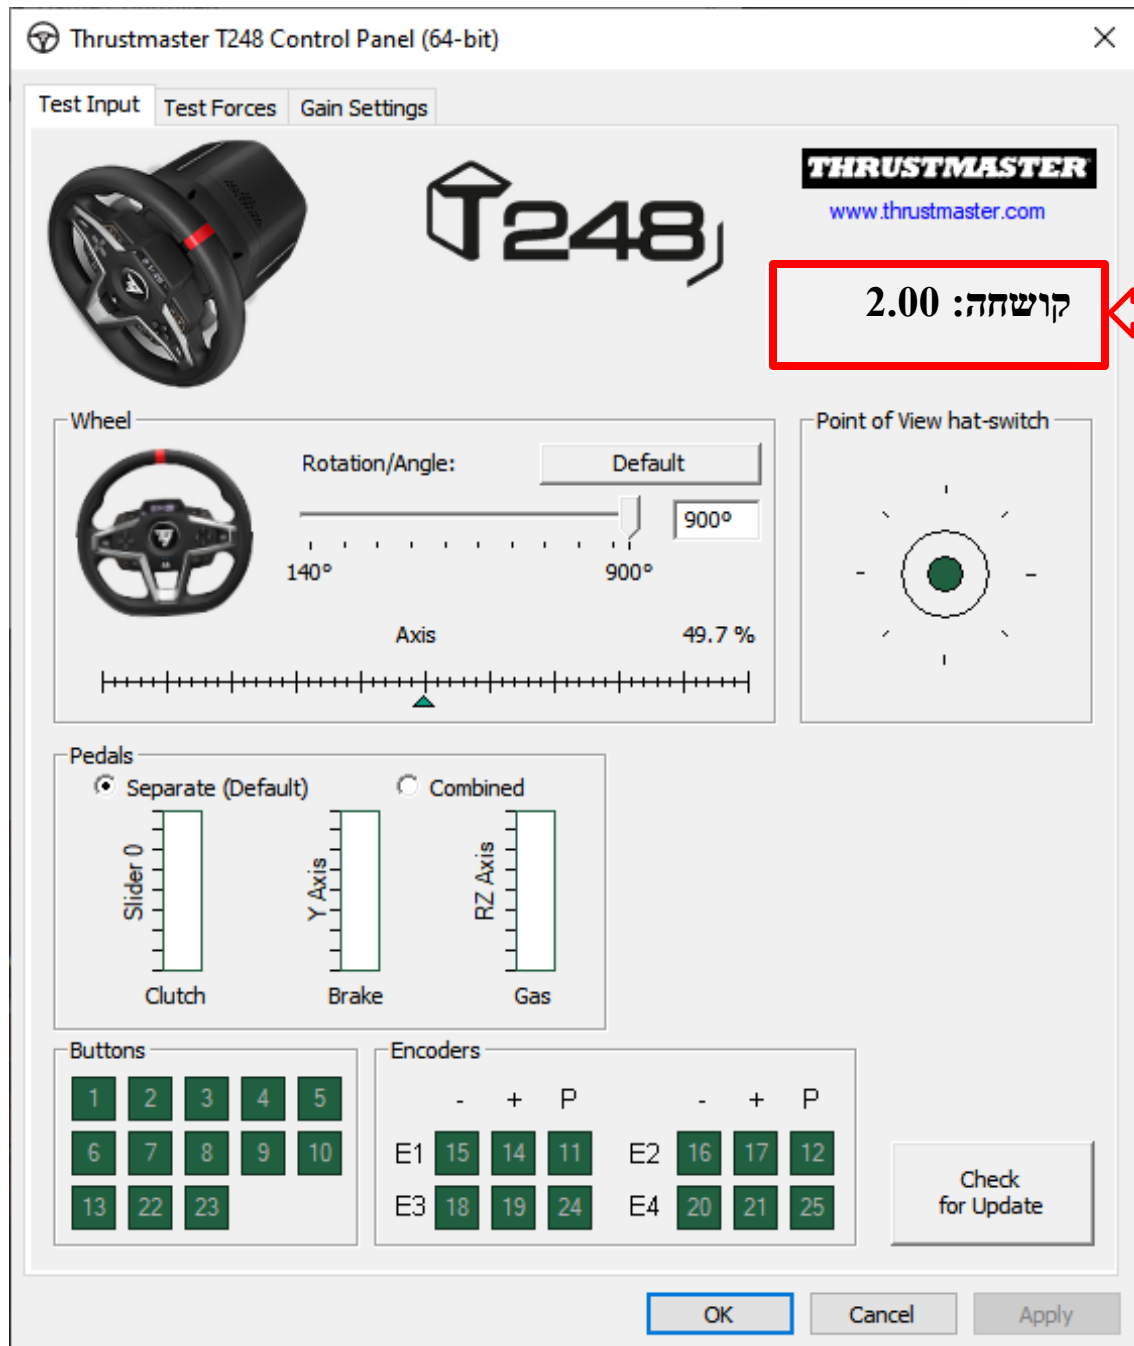 Thrustmaster T248 Control Panel (64-bit)
Test Input
Test Forces
Gain Settings
T248
THRUSTMASTER
www.thrustmaster.com
קושחה: 2.00
Wheel
Rotation/Angle:
Default
900°
140°
900°
Axis
49.7 %
Point of View hat-switch
Pedals
Separate (Default)
Combined
Slider 0
Y Axis
RZ Axis
Clutch
Brake
Gas
Buttons
1 2 3 4 5
6 7 8 9 10
13 22 23
Encoders
- + P - + P
E1 15 14 11 E2 16 17 12
E3 18 19 24 E4 20 21 25
Check
for Update
OK
Cancel
Apply